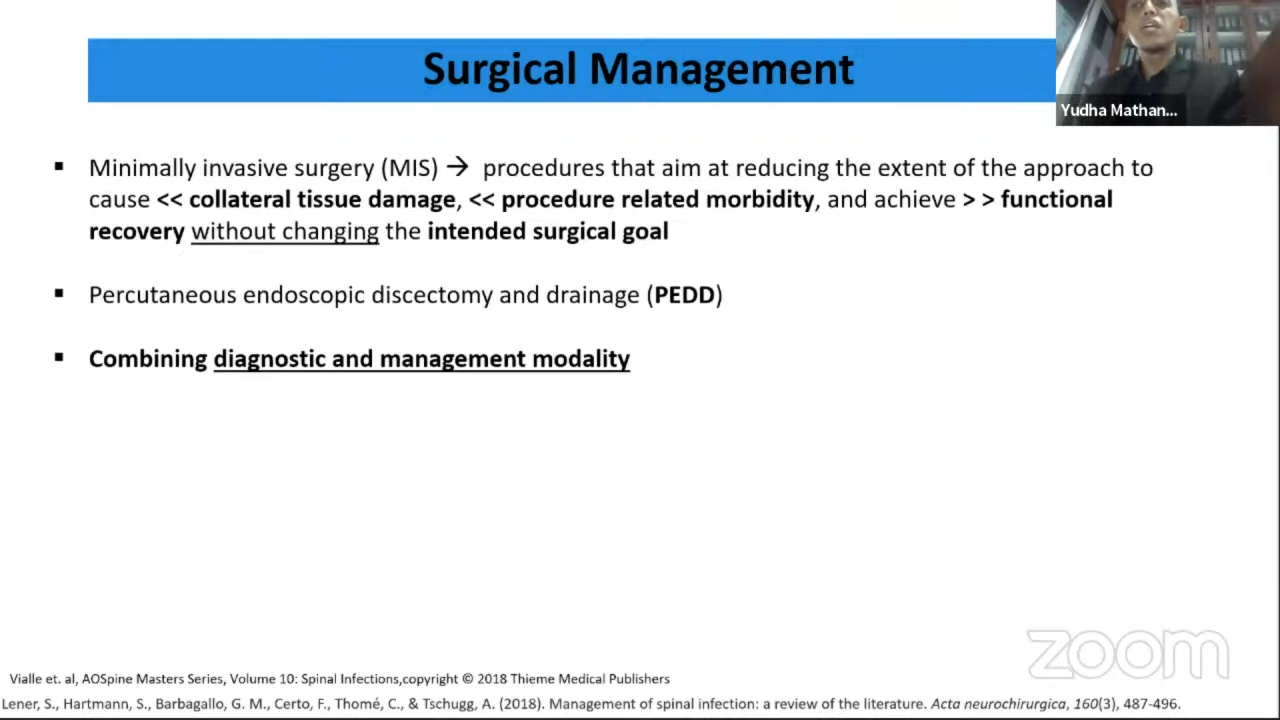 Surgical Management
Yudha Mathan...
▪ Minimally invasive surgery (MIS) → procedures that aim at reducing the extent of the approach to
cause << collateral tissue damage, << procedure related morbidity, and achieve > > functional
recovery without changing the intended surgical goal
▪ Percutaneous endoscopic discectomy and drainage (PEDD)
▪ Combining diagnostic and management modality
zoom
Vialle et. al, AOSpine Masters Series, Volume 10: Spinal Infections,copyright © 2018 Thieme Medical Publishers
Lener, S., Hartmann, S., Barbagallo, G. M., Certo, F., Thomé, C., & Tschugg, A. (2018). Management of spinal infection: a review of the literature. Acta neurochirurgica, 160(3), 487-496.